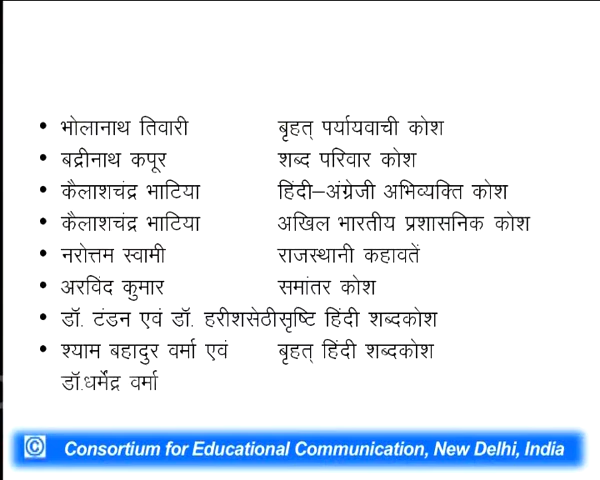 • भोलानाथ तिवारी बृहत् पर्यायवाची कोश
• बद्रीनाथ कपूर शब्द परिवार कोश
• कैलाशचंद्र भाटिया हिंदी–अंग्रेजी अभिव्यक्ति कोश
• कैलाशचंद्र भाटिया अखिल भारतीय प्रशासनिक कोश
• नरोत्तम स्वामी राजस्थानी कहावतें
• अरविंद कुमार समांतर कोश
• डॉ. टंडन एवं डॉ. हरीशसेठीसृष्टि हिंदी शब्दकोश
• श्याम बहादुर वर्मा एवं बृहत् हिंदी शब्दकोश
डॉ.धर्मेंद्र वर्मा
© Consortium for Educational Communication, New Delhi, India